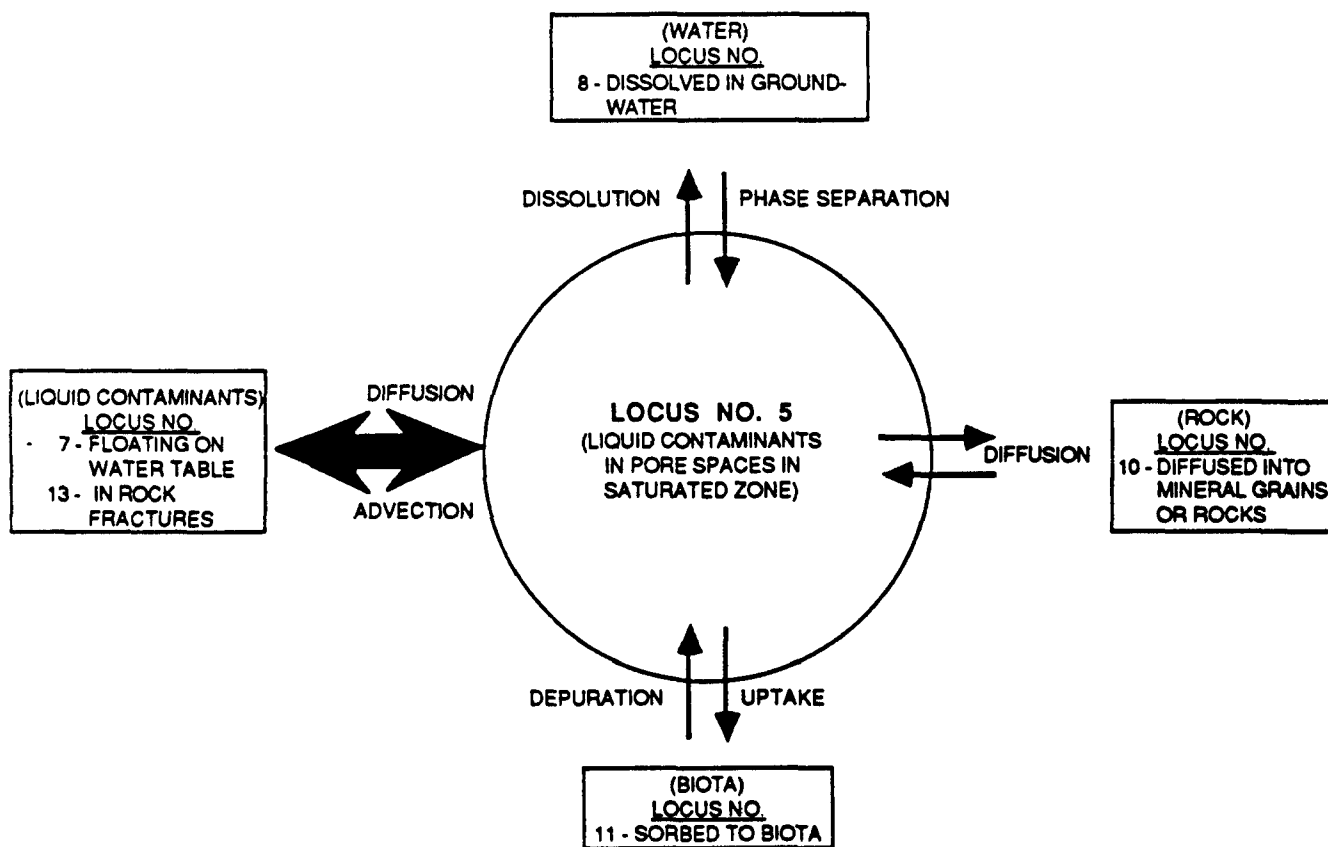 (WATER)
LOCUS NO.
8 - DISSOLVED IN GROUND-
WATER
DISSOLUTION
PHASE SEPARATION
(LIQUID CONTAMINANTS)
LOCUS NO
- 7 - FLOATING ON
WATER TABLE
13 - IN ROCK
FRACTURES
DIFFUSION
ADVECTION
LOCUS NO. 5
(LIQUID CONTAMINANTS
IN PORE SPACES IN
SATURATED ZONE)
DIFFUSION
(ROCK)
LOCUS NO.
10 - DIFFUSED INTO
MINERAL GRAINS
OR ROCKS
DEPURATION
UPTAKE
(BIOTA)
LOCUS NO.
11 - SORBED TO BIOTA